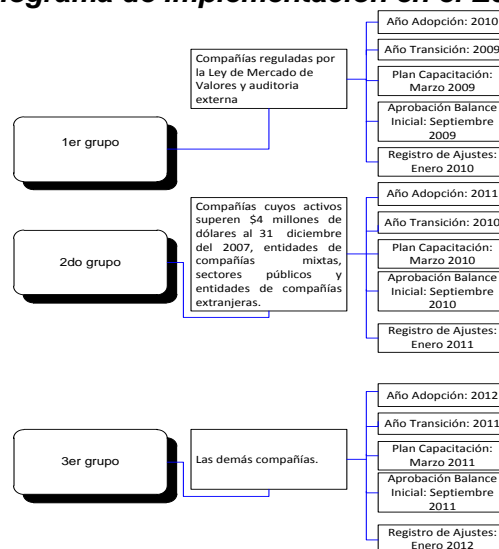 de Implementación en el
Compañías reguladas por
la Ley de Mercado de
Valores y auditoria
externa
1er grupo
Año Adopción: 2010
Año Transición: 2009
Plan Capacitación:
Marzo 2009
Aprobación Balance
Inicial: Septiembre
2009
Registro de Ajustes:
Enero 2010
2do grupo
Compañías cuyos activos
superen $4 millones de
dólares al 31 diciembre
del 2007, entidades de
compañías mixtas,
sectores públicos y
entidades de compañías
extranjeras.
Año Adopción: 2011
Año Transición: 2010
Plan Capacitación:
Marzo 2010
Aprobación Balance
Inicial: Septiembre
2010
Registro de Ajustes:
Enero 2011
3er grupo
Las demás compañías.
Año Adopción: 2012
Año Transición: 2011
Plan Capacitación:
Marzo 2011
Aprobación Balance
Inicial: Septiembre
2011
Registro de Ajustes:
Enero 2012